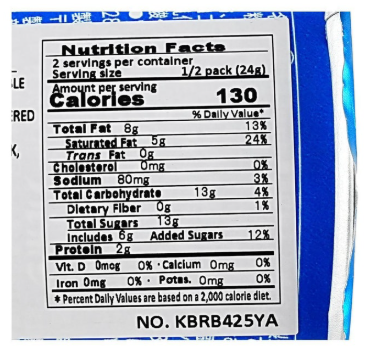 Nutrition Facts
2 servings per container
Serving size 1/2 pack (24g)
Amount per serving
Calories 130
% Daily Value*
Total Fat 8g 13%
Saturated Fat 5g 24%
Trans Fat 0g
Cholesterol 0mg 0%
Sodium 80mg 3%
Total Carbohydrate 13g 4%
Dietary Fiber 0g 1%
Total Sugars 13g
Includes 6g Added Sugars 12%
Protein 2g
Vit. D 0mcg 0% · Calcium 0mg 0%
Iron 0mg 0% · Potas. 0mg 0%
* Percent Daily Values are based on a 2,000 calorie diet.
NO. KBRB425YA
LE
ERED
K,